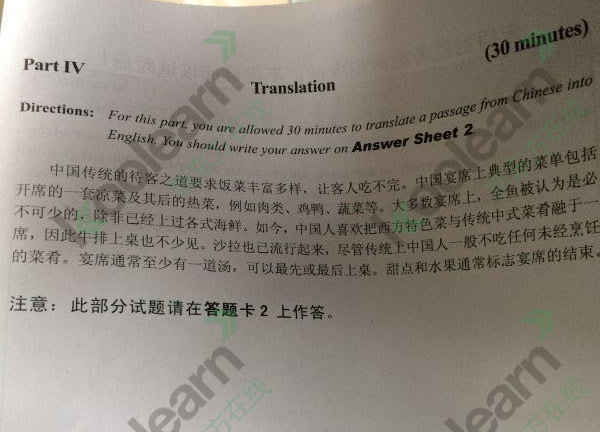 (30 minutes)
Part IV
Translation
Directions: For this part, you are allowed 30 minutes to translate a passage from Chinese into
English. You should write your answer on Answer Sheet 2.
中国传统的待客之道要求饭菜丰富多样，让客人吃不完。中国宴席上典型的菜单包括
开席的一套凉菜及其后的热菜，例如肉类、鸡鸭、蔬菜等。大多数宴席上，全鱼被认为是必
不可少的，除非已经上过各式海鲜。如今，中国人喜欢把西方特色菜与传统中式菜肴融于一
席，因此牛排上桌也不少见。沙拉也已流行起来，尽管传统上中国人一般不吃任何未经烹饪
的菜肴。宴席通常至少有一道汤，可以最先或最后上桌。甜点和水果通常标志宴席的结束。
注意：此部分试题请在答题卡 2 上作答。
koolearn
koolearn